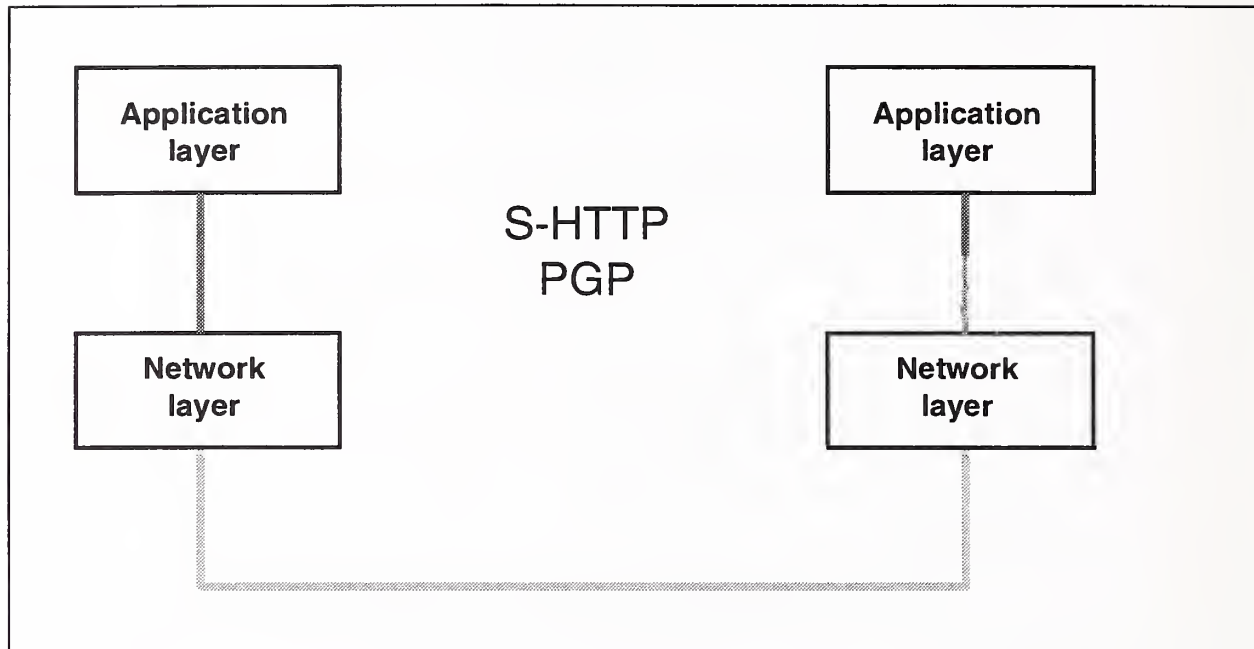 Application
layer
Application
layer
S-HTTP
PGP
Network
layer
Network
layer